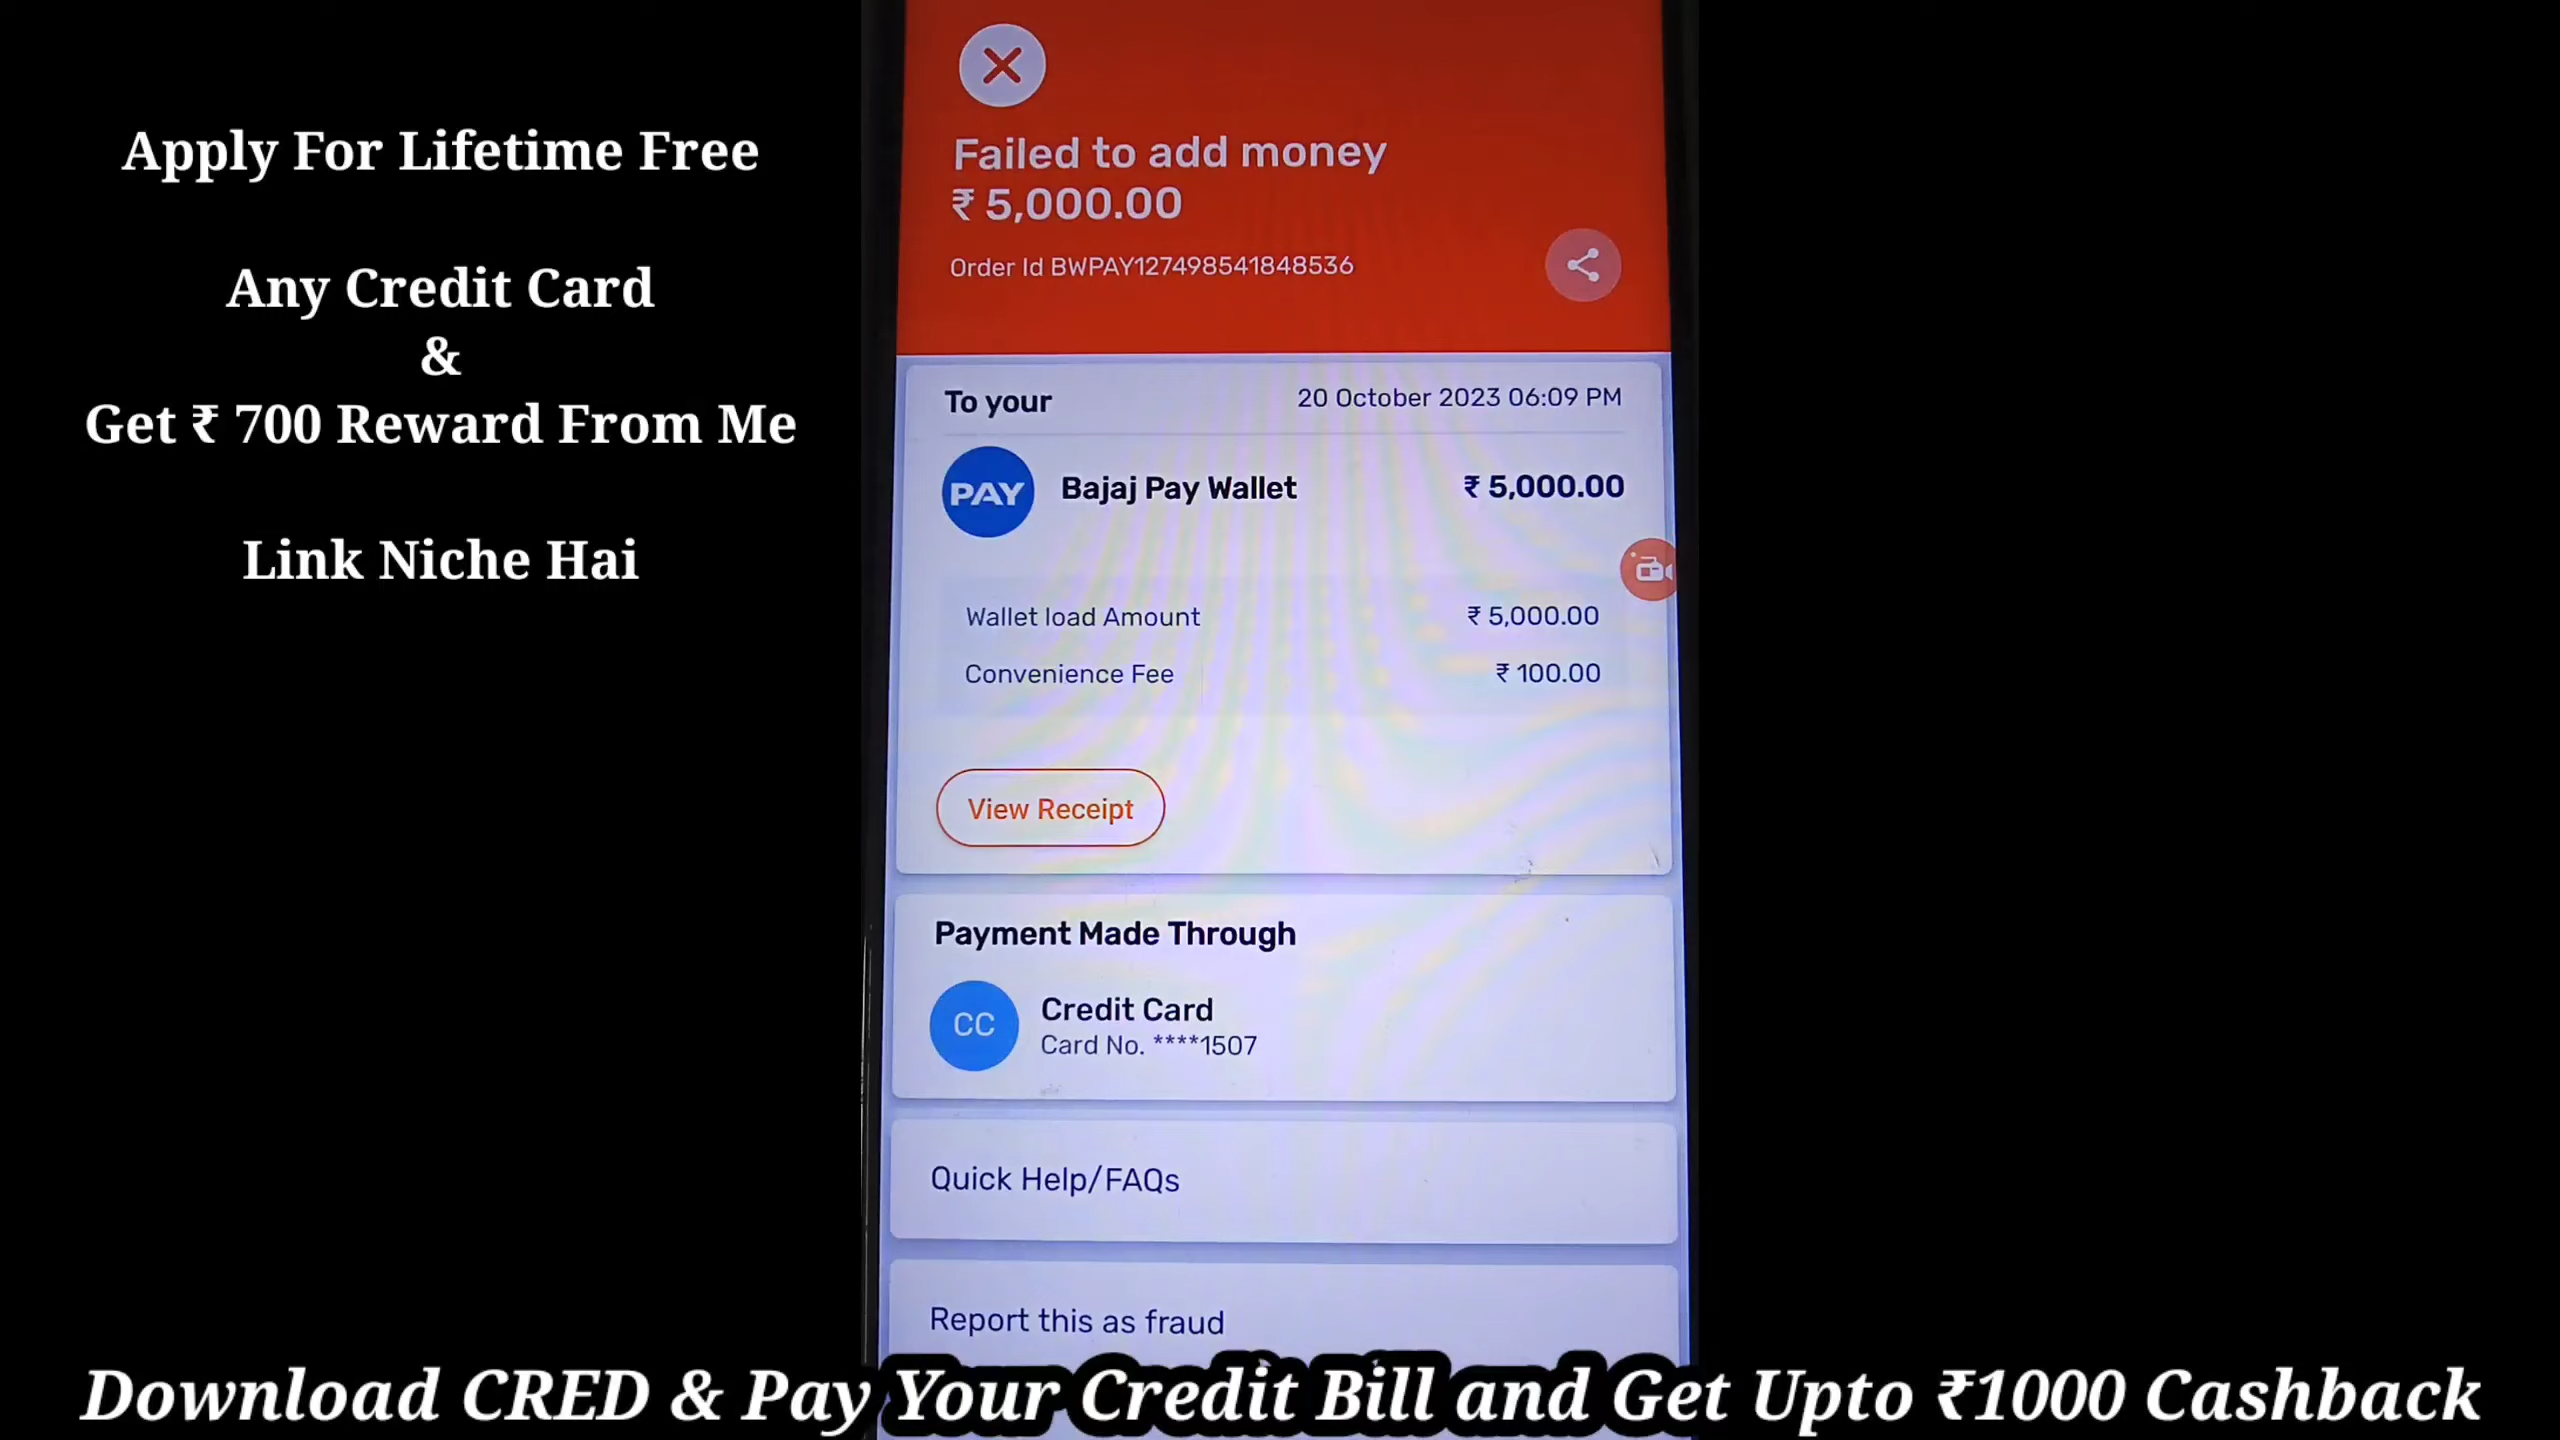 Apply For Lifetime Free
Any Credit Card
&
Get ₹ 700 Reward From Me
Link Niche Hai
Failed to add money
₹ 5,000.00
Order Id BWPAY127498541848536
To your
20 October 2023 06:09 PM
PAY
Bajaj Pay Wallet
₹ 5,000.00
Wallet load Amount
₹ 5,000.00
Convenience Fee
₹ 100.00
View Receipt
Payment Made Through
CC
Credit Card
Card No. ****1507
Quick Help/FAQs
Report this as fraud
Download CRED & Pay Your Credit Bill and Get Upto ₹1000 Cashback